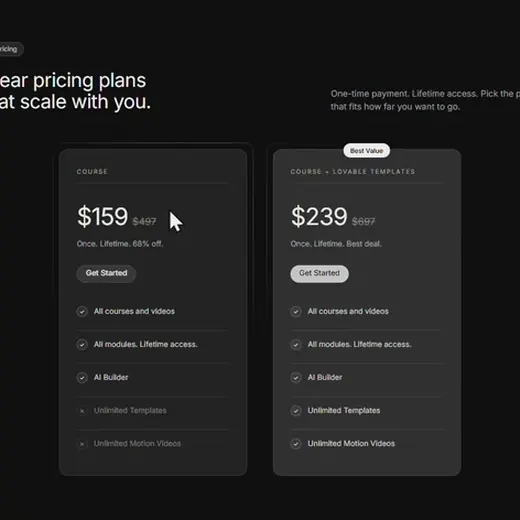 ricing
ear pricing plans
at scale with you.
One-time payment. Lifetime access. Pick the p
that fits how far you want to go.
COURSE
$159 $497
Once. Lifetime. 68% off.
Get Started
All courses and videos
All modules. Lifetime access.
AI Builder
Unlimited Templates
Unlimited Motion Videos
Best Value
COURSE + LOVABLE TEMPLATES
$239 $697
Once. Lifetime. Best deal.
Get Started
All courses and videos
All modules. Lifetime access.
AI Builder
Unlimited Templates
Unlimited Motion Videos